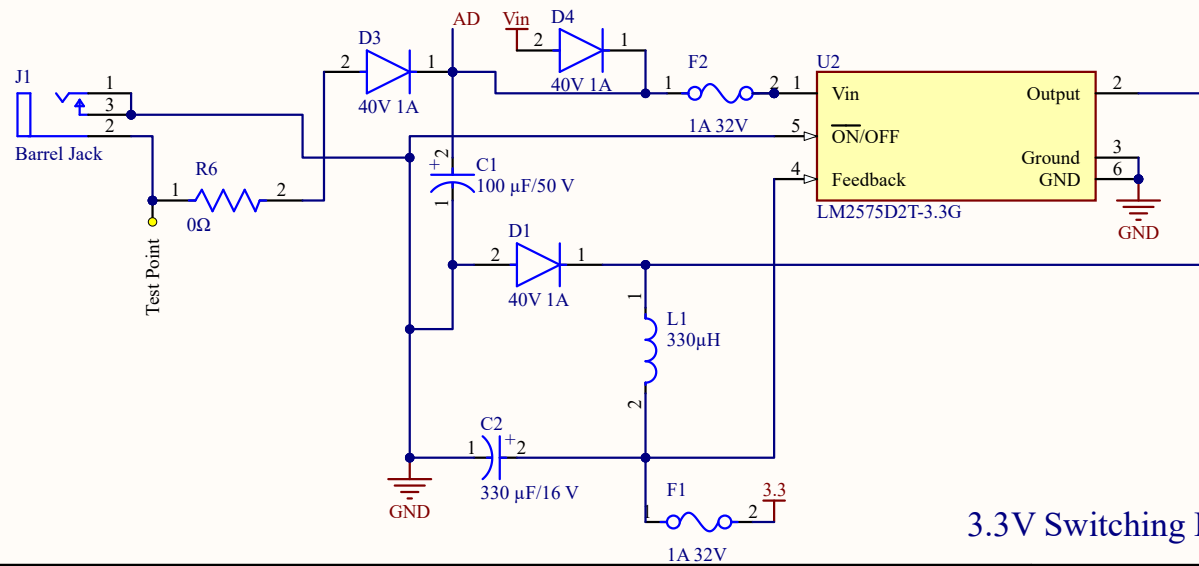 AD
Vin
D4
2
1
40V 1A
D3
2
1
40V 1A
F2
1
2
1A 32V
U2
1
Vin
Output
2
5
ON/OFF
Ground
3
4
Feedback
GND
6
LM2575D2T-3.3G
GND
J1
1
3
2
Barrel Jack
R6
1
2
0Ω
Test Point
+
2
C1
100 µF/50 V
1
D1
2
1
40V 1A
1
L1
330µH
2
C2
1
+
2
330 µF/16 V
GND
F1
1
2
3.3
1A 32V
3.3V Switching